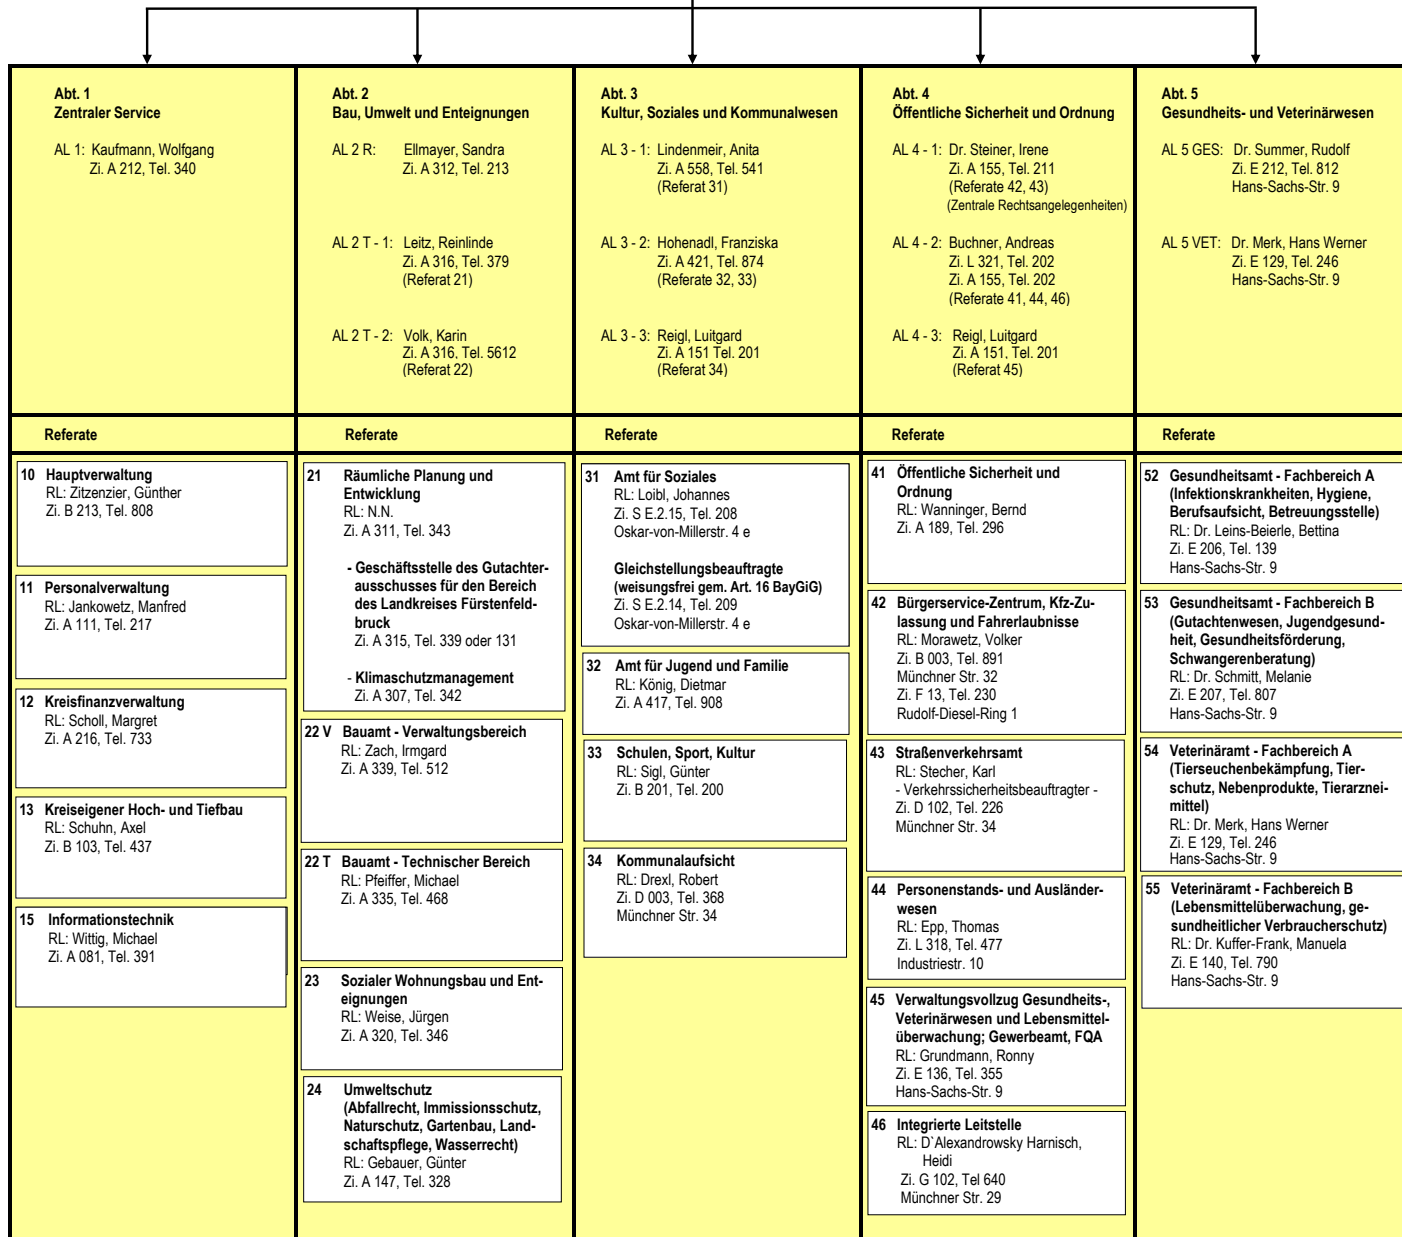 Abt. 1
Zentraler Service
AL 1: Kaufmann, Wolfgang
Zi. A 212, Tel. 340
Abt. 2
Bau, Umwelt und Enteignungen
AL 2 R: Ellmayer, Sandra
Zi. A 312, Tel. 213
AL 2 T - 1: Leitz, Reinlinde
Zi. A 316, Tel. 379
(Referat 21)
AL 2 T - 2: Volk, Karin
Zi. A 316, Tel. 5612
(Referat 22)
Abt. 3
Kultur, Soziales und Kommunalwesen
AL 3 - 1: Lindenmeir, Anita
Zi. A 558, Tel. 541
(Referat 31)
AL 3 - 2: Hohenadl, Franziska
Zi. A 421, Tel. 874
(Referate 32, 33)
AL 3 - 3: Reigl, Luitgard
Zi. A 151 Tel. 201
(Referat 34)
Abt. 4
Öffentliche Sicherheit und Ordnung
AL 4 - 1: Dr. Steiner, Irene
Zi. A 155, Tel. 211
(Referate 42, 43)
(Zentrale Rechtsangelegenheiten)
AL 4 - 2: Buchner, Andreas
Zi. L 321, Tel. 202
Zi. A 155, Tel. 202
(Referate 41, 44, 46)
AL 4 - 3: Reigl, Luitgard
Zi. A 151, Tel. 201
(Referat 45)
Abt. 5
Gesundheits- und Veterinärwesen
AL 5 GES: Dr. Summer, Rudolf
Zi. E 212, Tel. 812
Hans-Sachs-Str. 9
AL 5 VET: Dr. Merk, Hans Werner
Zi. E 129, Tel. 246
Hans-Sachs-Str. 9
Referate
Referate
Referate
Referate
Referate
10 Hauptverwaltung
RL: Zitzenzier, Günther
Zi. B 213, Tel. 808
11 Personalverwaltung
RL: Jankowetz, Manfred
Zi. A 111, Tel. 217
12 Kreisfinanzverwaltung
RL: Scholl, Margret
Zi. A 216, Tel. 733
13 Kreiseigener Hoch- und Tiefbau
RL: Schuhn, Axel
Zi. B 103, Tel. 437
15 Informationstechnik
RL: Wittig, Michael
Zi. A 081, Tel. 391
21 Räumliche Planung und
Entwicklung
RL: N.N.
Zi. A 311, Tel. 343
- Geschäftsstelle des Gutachter-
ausschusses für den Bereich
des Landkreises Fürstenfeld-
bruck
Zi. A 315, Tel. 339 oder 131
- Klimaschutzmanagement
Zi. A 307, Tel. 342
22 V Bauamt - Verwaltungsbereich
RL: Zach, Irmgard
Zi. A 339, Tel. 512
22 T Bauamt - Technischer Bereich
RL: Pfeiffer, Michael
Zi. A 335, Tel. 468
23 Sozialer Wohnungsbau und Ent-
eignungen
RL: Weise, Jürgen
Zi. A 320, Tel. 346
24 Umweltschutz
(Abfallrecht, Immissionsschutz,
Naturschutz, Gartenbau, Land-
schaftspflege, Wasserrecht)
RL: Gebauer, Günter
Zi. A 147, Tel. 328
31 Amt für Soziales
RL: Loibl, Johannes
Zi. S E.2.15, Tel. 208
Oskar-von-Millerstr. 4 e
Gleichstellungsbeauftragte
(weisungsfrei gem. Art. 16 BayGiG)
Zi. S E.2.14, Tel. 209
Oskar-von-Millerstr. 4 e
32 Amt für Jugend und Familie
RL: König, Dietmar
Zi. A 417, Tel. 908
33 Schulen, Sport, Kultur
RL: Sigl, Günter
Zi. B 201, Tel. 200
34 Kommunalaufsicht
RL: Drexl, Robert
Zi. D 003, Tel. 368
Münchner Str. 34
41 Öffentliche Sicherheit und
Ordnung
RL: Wanninger, Bernd
Zi. A 189, Tel. 296
42 Bürgerservice-Zentrum, Kfz-Zu-
lassung und Fahrerlaubnisse
RL: Morawetz, Volker
Zi. B 003, Tel. 891
Münchner Str. 32
Zi. F 13, Tel. 230
Rudolf-Diesel-Ring 1
43 Straßenverkehrsamt
RL: Stecher, Karl
- Verkehrssicherheitsbeauftragter -
Zi. D 102, Tel. 226
Münchner Str. 34
44 Personenstands- und Ausländer-
wesen
RL: Epp, Thomas
Zi. L 318, Tel. 477
Industriestr. 10
45 Verwaltungsvollzug Gesundheits-,
Veterinärwesen und Lebensmittel-
überwachung; Gewerbeamt, FQA
RL: Grundmann, Ronny
Zi. E 136, Tel. 355
Hans-Sachs-Str. 9
46 Integrierte Leitstelle
RL: D`Alexandrowsky Harnisch,
Heidi
Zi. G 102, Tel 640
Münchner Str. 29
52 Gesundheitsamt - Fachbereich A
(Infektionskrankheiten, Hygiene,
Berufsaufsicht, Betreuungsstelle)
RL: Dr. Leins-Beierle, Bettina
Zi. E 206, Tel. 139
Hans-Sachs-Str. 9
53 Gesundheitsamt - Fachbereich B
(Gutachtenwesen, Jugendgesund-
heit, Gesundheitsförderung,
Schwangerenberatung)
RL: Dr. Schmitt, Melanie
Zi. E 207, Tel. 807
Hans-Sachs-Str. 9
54 Veterinäramt - Fachbereich A
(Tierseuchenbekämpfung, Tier-
schutz, Nebenprodukte, Tierarznei-
mittel)
RL: Dr. Merk, Hans Werner
Zi. E 129, Tel. 246
Hans-Sachs-Str. 9
55 Veterinäramt - Fachbereich B
(Lebensmittelüberwachung, ge-
sundheitlicher Verbraucherschutz)
RL: Dr. Kuffer-Frank, Manuela
Zi. E 140, Tel. 790
Hans-Sachs-Str. 9